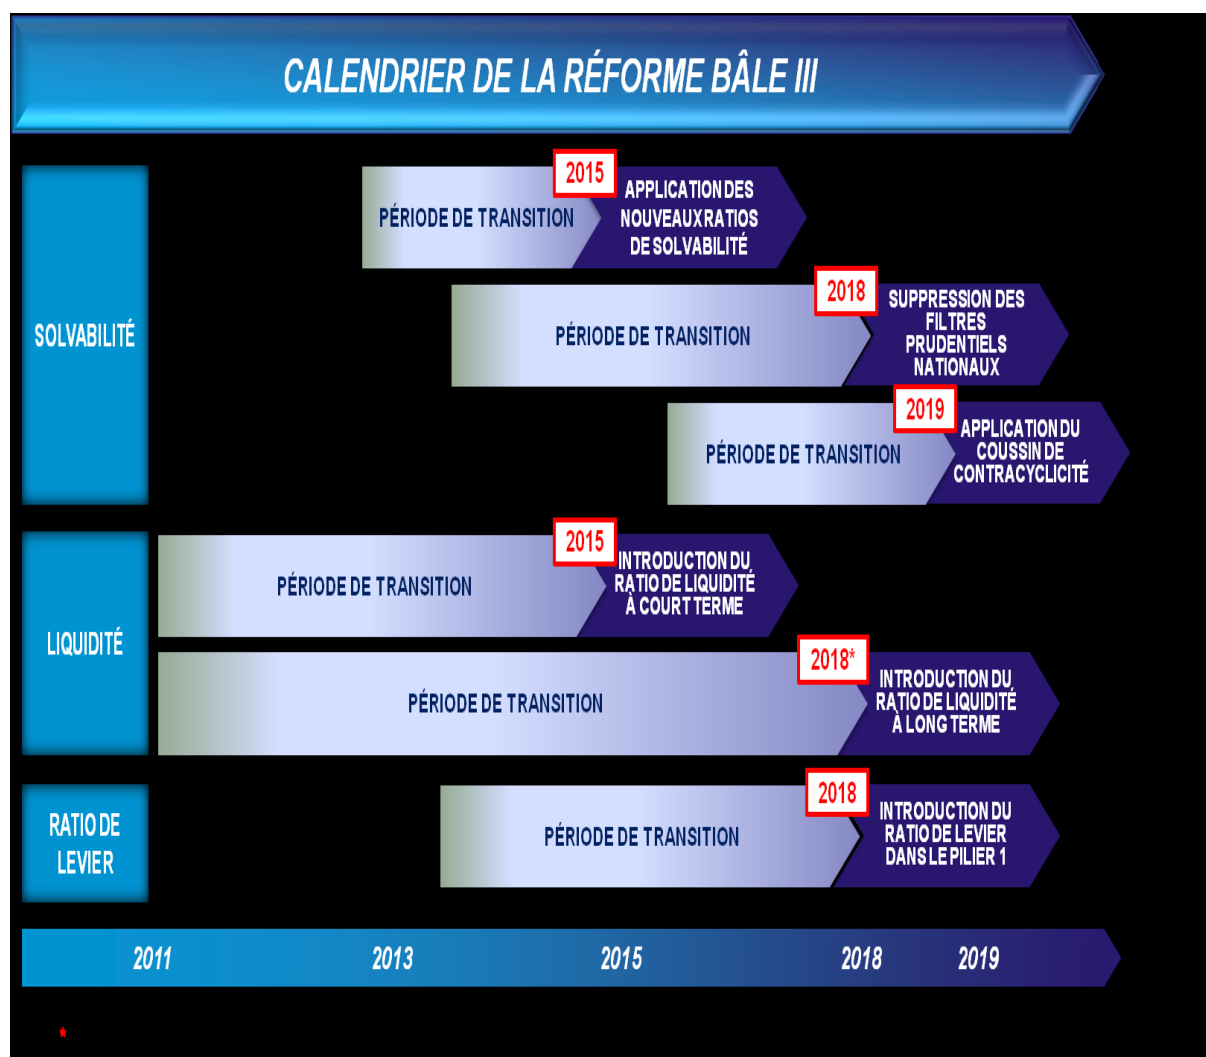 CALENDRIER DE LA RÉFORME BÂLE III
SOLVABILITÉ
PÉRIODE DE TRANSITION
2015
APPLICATION DES
NOUVEAUX RATIOS
DE SOLVABILITÉ
PÉRIODE DE TRANSITION
2018
SUPPRESSION DES
FILTRES
PRUDENTIELS
NATIONAUX
PÉRIODE DE TRANSITION
2019
APPLICATION DU
COUSSIN DE
CONTRACYCLICITÉ
LIQUIDITÉ
PÉRIODE DE TRANSITION
2015
INTRODUCTION DU
RATIO DE LIQUIDITÉ
À COURT TERME
PÉRIODE DE TRANSITION
2018*
INTRODUCTION DU
RATIO DE LIQUIDITÉ
À LONG TERME
RATIO DE
LEVIER
PÉRIODE DE TRANSITION
2018
INTRODUCTION DU
RATIO DE LEVIER
DANS LE PILIER 1
2011 2013 2015 2018 2019
*